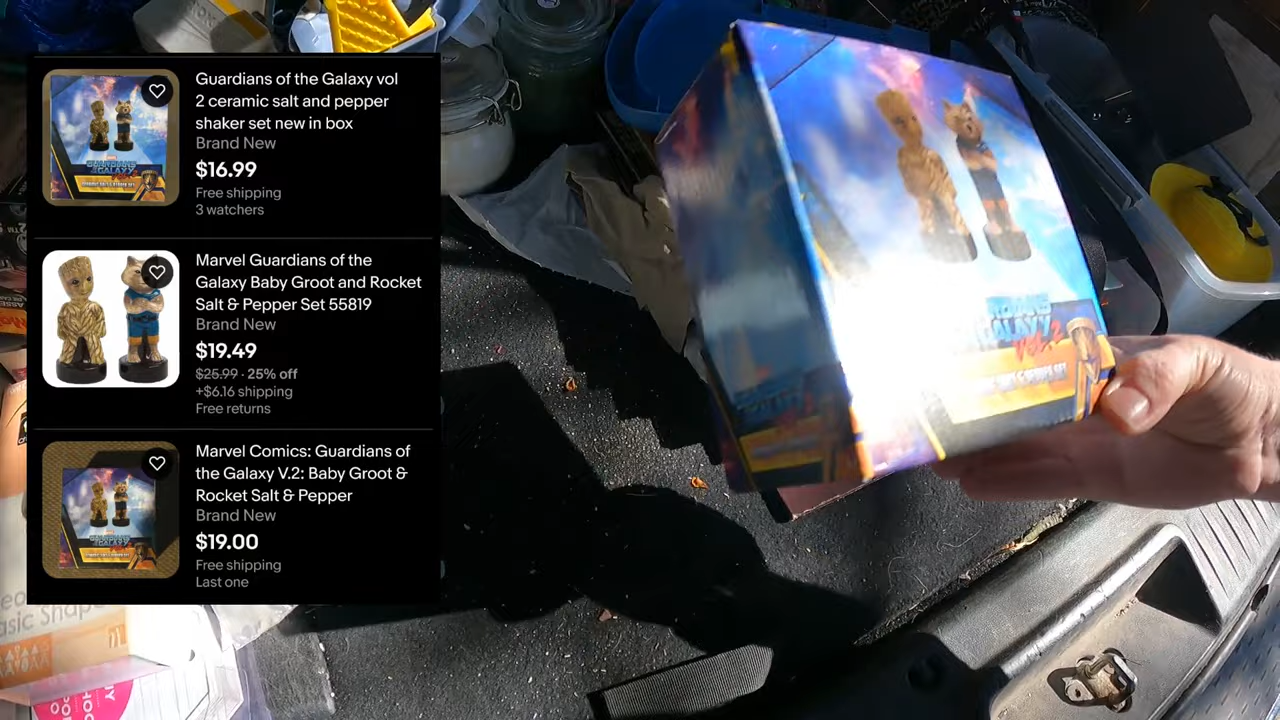 Guardians of the Galaxy vol
2 ceramic salt and pepper
shaker set new in box
Brand New
$16.99
Free shipping
3 watchers
Marvel Guardians of the
Galaxy Baby Groot and Rocket
Salt & Pepper Set 55819
Brand New
$19.49
$25.99 · 25% off
+$6.16 shipping
Free returns
Marvel Comics: Guardians of
the Galaxy V.2: Baby Groot &
Rocket Salt & Pepper
Brand New
$19.00
Free shipping
Last one
GALAXY
VOL.2